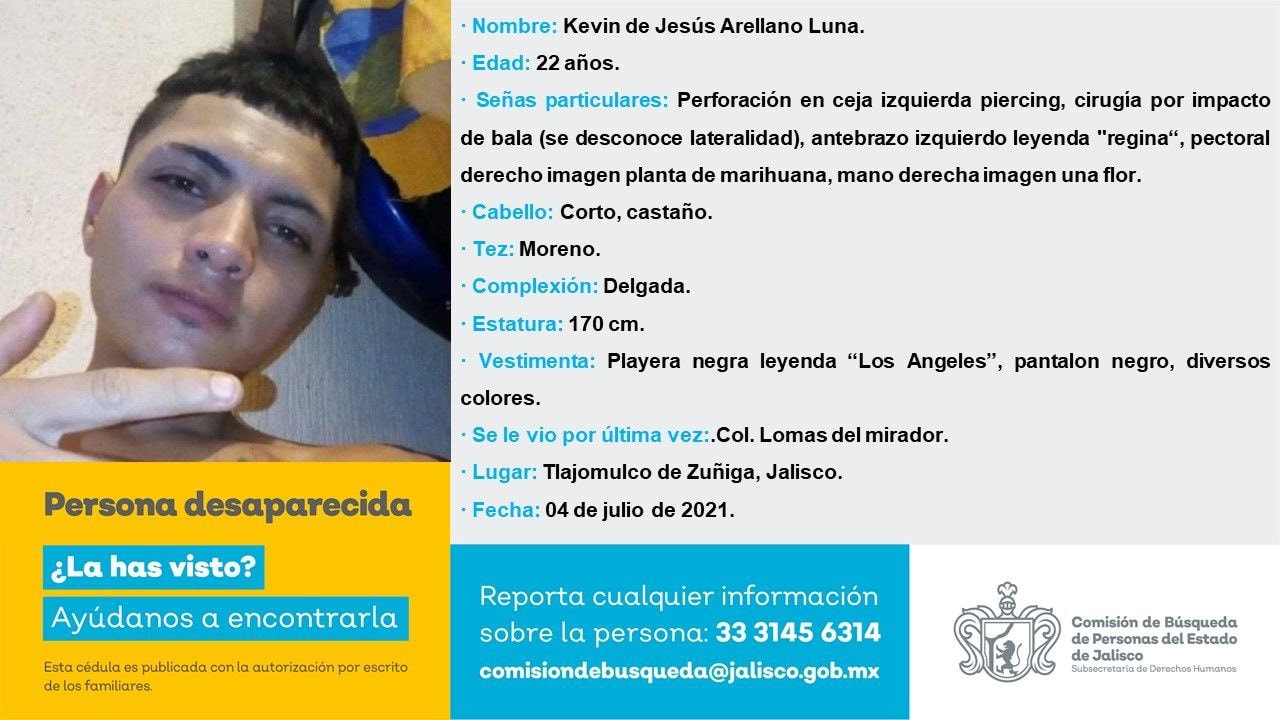 · Nombre: Kevin de Jesús Arellano Luna.
· Edad: 22 años.
· Señas particulares: Perforación en ceja izquierda piercing, cirugía por impacto
de bala (se desconoce lateralidad), antebrazo izquierdo leyenda "regina“, pectoral
derecho imagen planta de marihuana, mano derecha imagen una flor.
· Cabello: Corto, castaño.
· Tez: Moreno.
· Complexión: Delgada.
· Estatura: 170 cm.
· Vestimenta: Playera negra leyenda “Los Angeles”, pantalon negro, diversos
colores.
· Se le vio por última vez:.Col. Lomas del mirador.
· Lugar: Tlajomulco de Zuñiga, Jalisco.
· Fecha: 04 de julio de 2021.
Persona desaparecida
¿La has visto?
Ayúdanos a encontrarla
Esta cédula es publicada con la autorización por escrito
de los familiares.
Reporta cualquier información
sobre la persona: 33 3145 6314
comisiondebusqueda@jalisco.gob.mx
Comisión de Búsqueda
de Personas del Estado
de Jalisco
Subsecretaría de Derechos Humanos